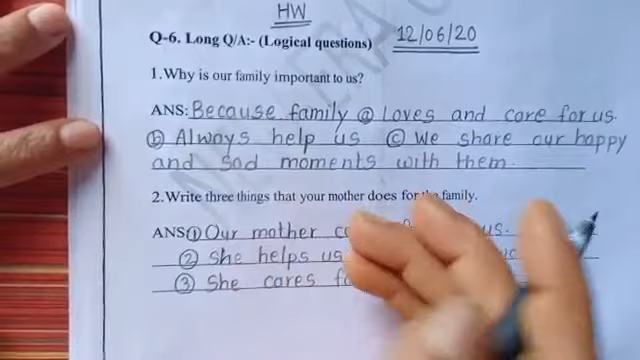 HW
Q-6. Long Q/A:- (Logical questions) 12/06/20
1.Why is our family important to us?
ANS: Because family ⓐ Loves and care for us.
ⓑ Always help us ⓒ We share our happy
and sad moments with them.
2.Write three things that your mother does for the family.
ANS① Our mother us.
② She helps us
③ She cares